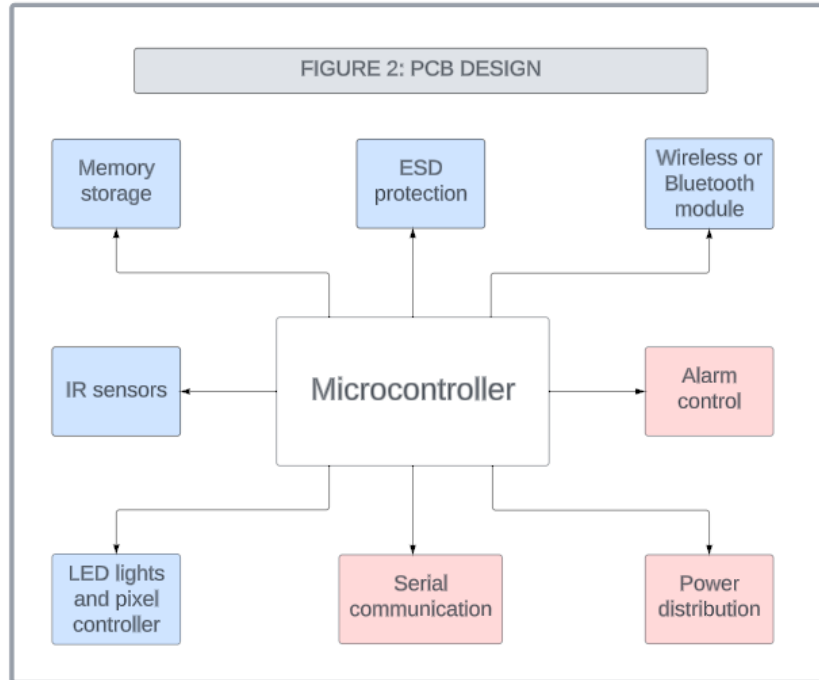 FIGURE 2: PCB DESIGN
Memory
storage
ESD
protection
Wireless or
Bluetooth
module
IR sensors
Microcontroller
Alarm
control
LED lights
and pixel
controller
Serial
communication
Power
distribution